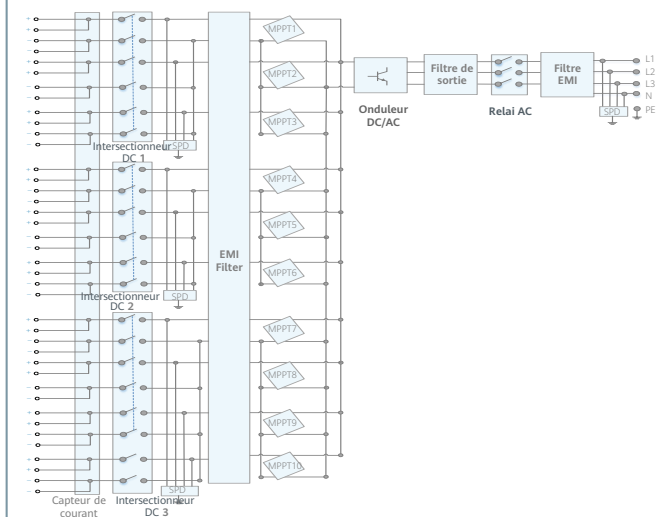 MPPT1
MPPT2
MPPT3
Intersectionneur
DC 1
SPD
MPPT4
MPPT5
MPPT6
Intersectionneur
DC 2
SPD
EMI
Filter
MPPT7
MPPT8
MPPT9
MPPT10
Capteur de
courant
Intersectionneur
DC 3
SPD
Onduleur
DC/AC
Filtre de
sortie
Relai AC
Filtre
EMI
L1
L2
L3
N
SPD
PE